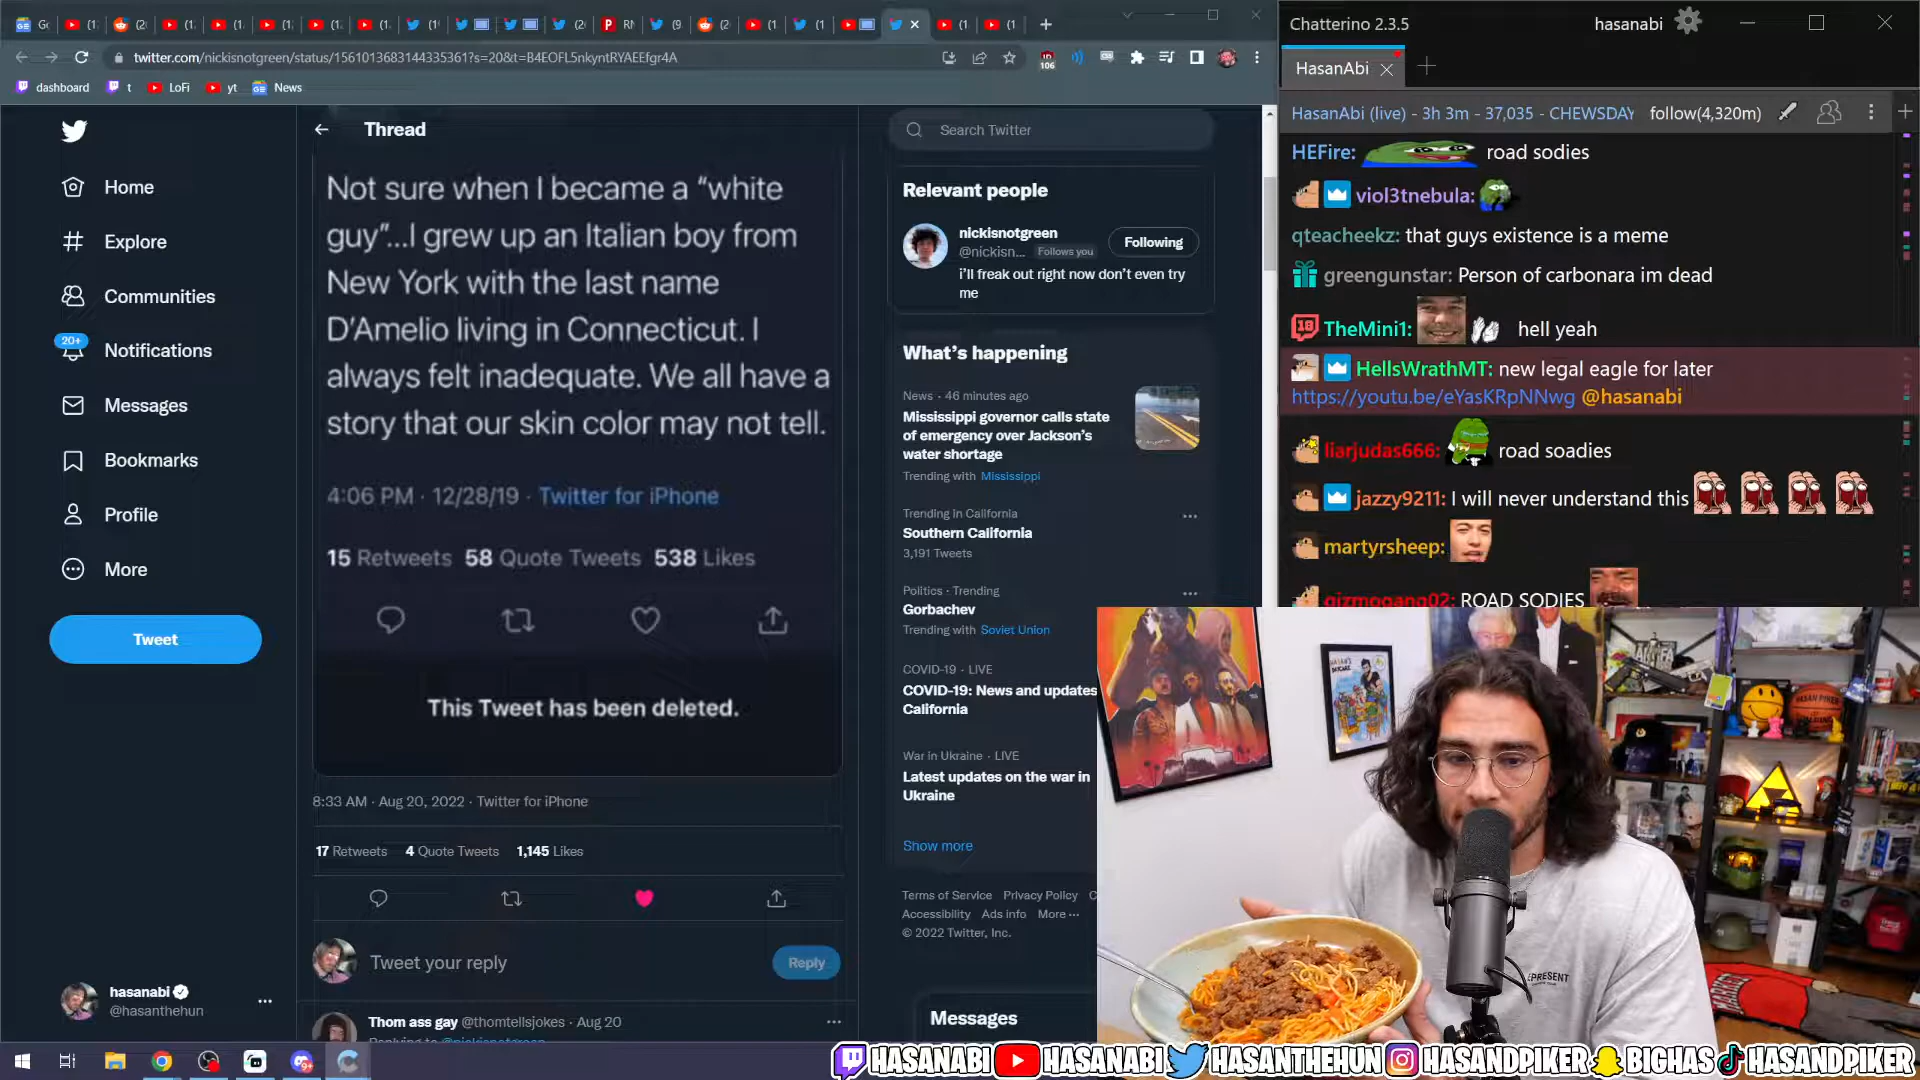 twitter.com/nickisnotgreen/status/1561013683144335361?s=20&t=B4EOFL5nkyntRYAEEfgr4A
106
dashboard
t
LoFi
yt
News
Home
Explore
Communities
20+
Notifications
Messages
Bookmarks
Profile
More
Tweet
hasanabi
@hasanthehun
Thread
Not sure when I became a “white
guy”...I grew up an Italian boy from
New York with the last name
D’Amelio living in Connecticut. I
always felt inadequate. We all have a
story that our skin color may not tell.
4:06 PM · 12/28/19 · Twitter for iPhone
15 Retweets 58 Quote Tweets 538 Likes
This Tweet has been deleted.
8:33 AM · Aug 20, 2022 · Twitter for iPhone
17 Retweets 4 Quote Tweets 1,145 Likes
Tweet your reply
Reply
Thom ass gay @thomtellsjokes · Aug 20
Replying to @nickisnotgreen
Search Twitter
Relevant people
nickisnotgreen
@nickisn... Follows you
Following
i’ll freak out right now don’t even try
me
What’s happening
News · 46 minutes ago
Mississippi governor calls state
of emergency over Jackson’s
water shortage
Trending with Mississippi
Trending in California
Southern California
3,191 Tweets
Politics · Trending
Gorbachev
Trending with Soviet Union
COVID-19 · LIVE
COVID-19: News and updates
California
War in Ukraine · LIVE
Latest updates on the war in
Ukraine
Show more
Terms of Service Privacy Policy C
Accessibility Ads info More ···
© 2022 Twitter, Inc.
Messages
Chatterino 2.3.5
hasanabi
HasanAbi
HasanAbi (live) - 3h 3m - 37,035 - CHEWSDAY
follow(4,320m)
HEFire: road sodies
viol3tnebula:
qteacheekz: that guys existence is a meme
greengunstar: Person of carbonara im dead
TheMini1: hell yeah
HellsWrathMT: new legal eagle for later
https://youtu.be/eYasKRpNNwg @hasanabi
liarjudas666: road soadies
jazzy9211: I will never understand this
martyrsheep:
gizmogang02: ROAD SODIES
HASANABI HASANABI HASANTHEHUN HASANDPIKER BIGHAS HASANDPIKER